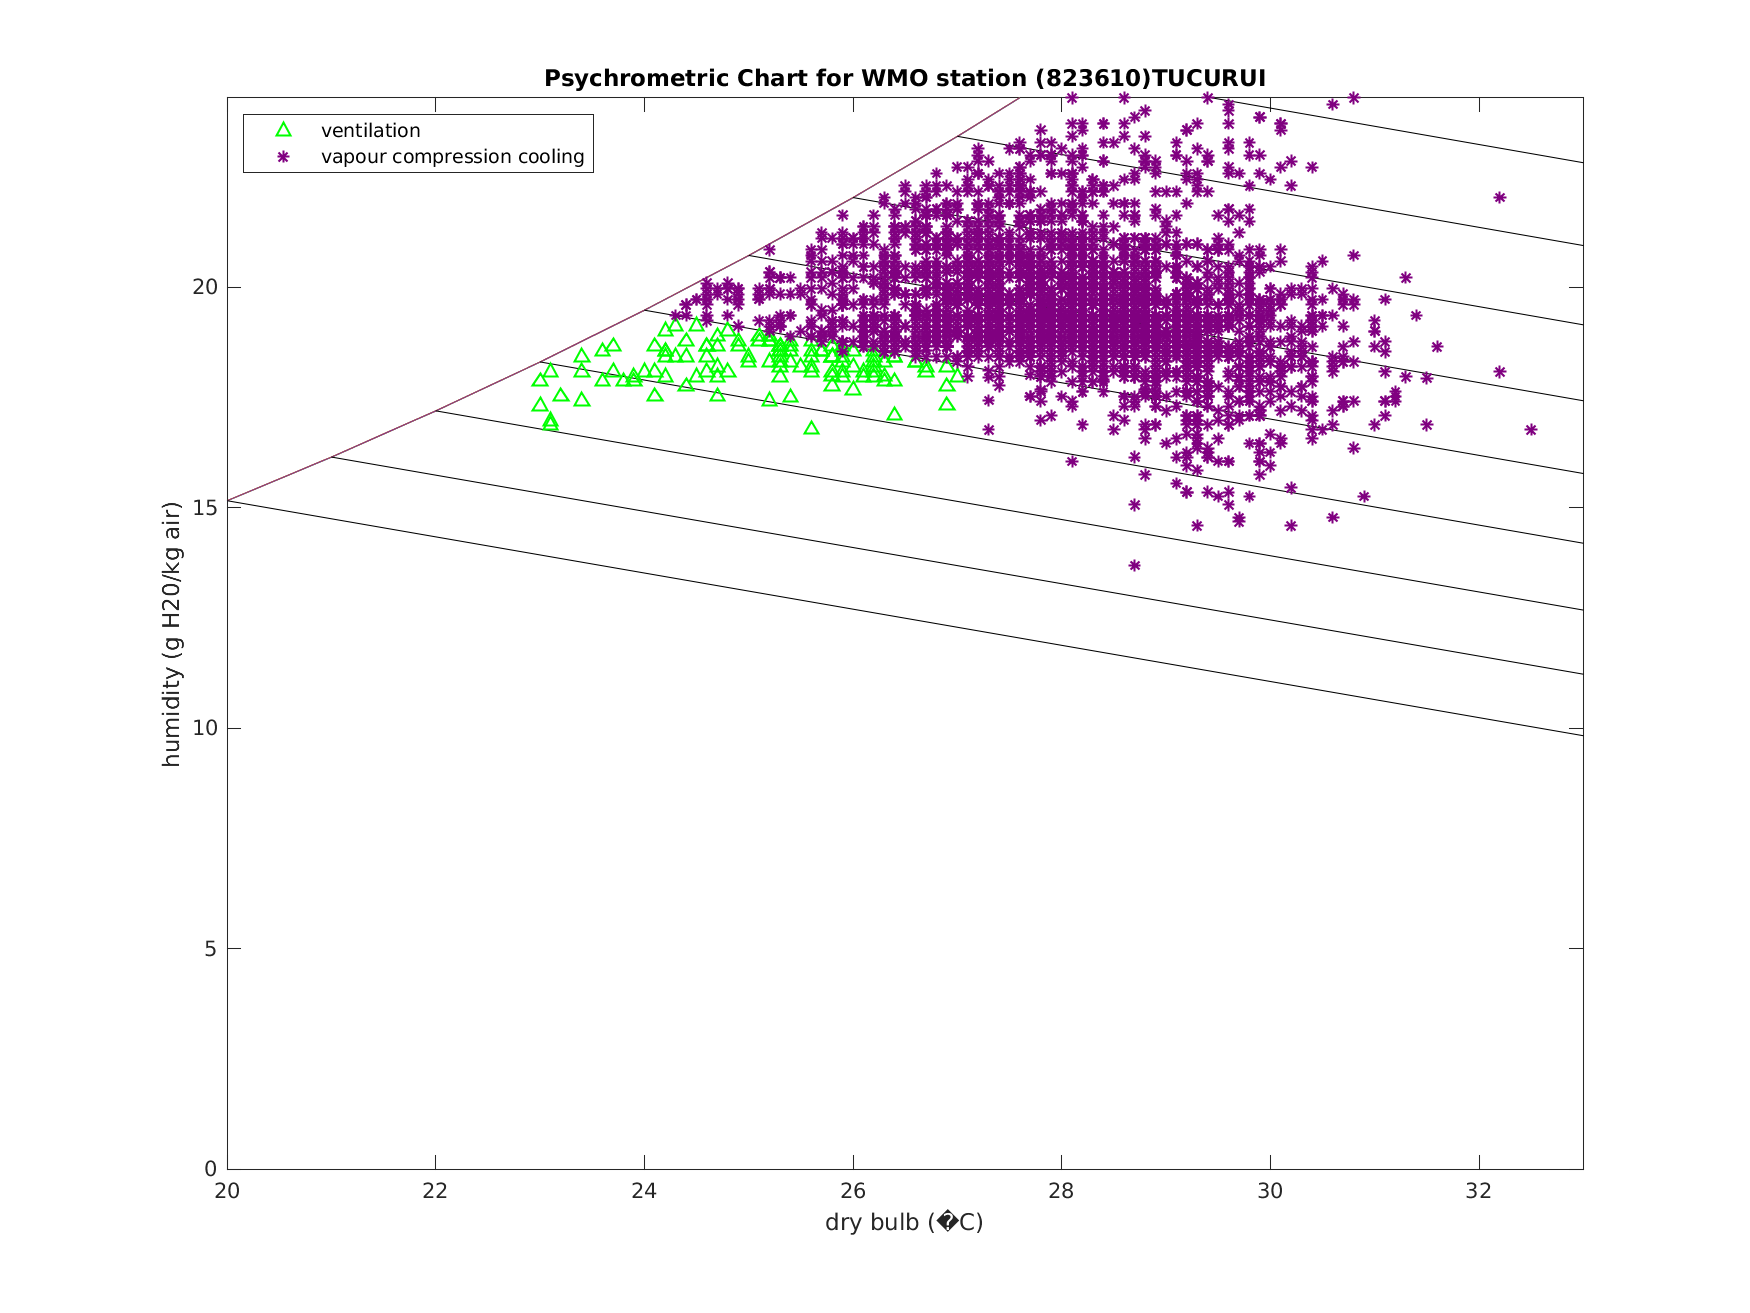 Psychrometric Chart for WMO station (823610)TUCURUI
ventilation
vapour compression cooling
humidity (g H20/kg air)
20
15
10
5
0
20 22 24 26 28 30 32
dry bulb (�C)